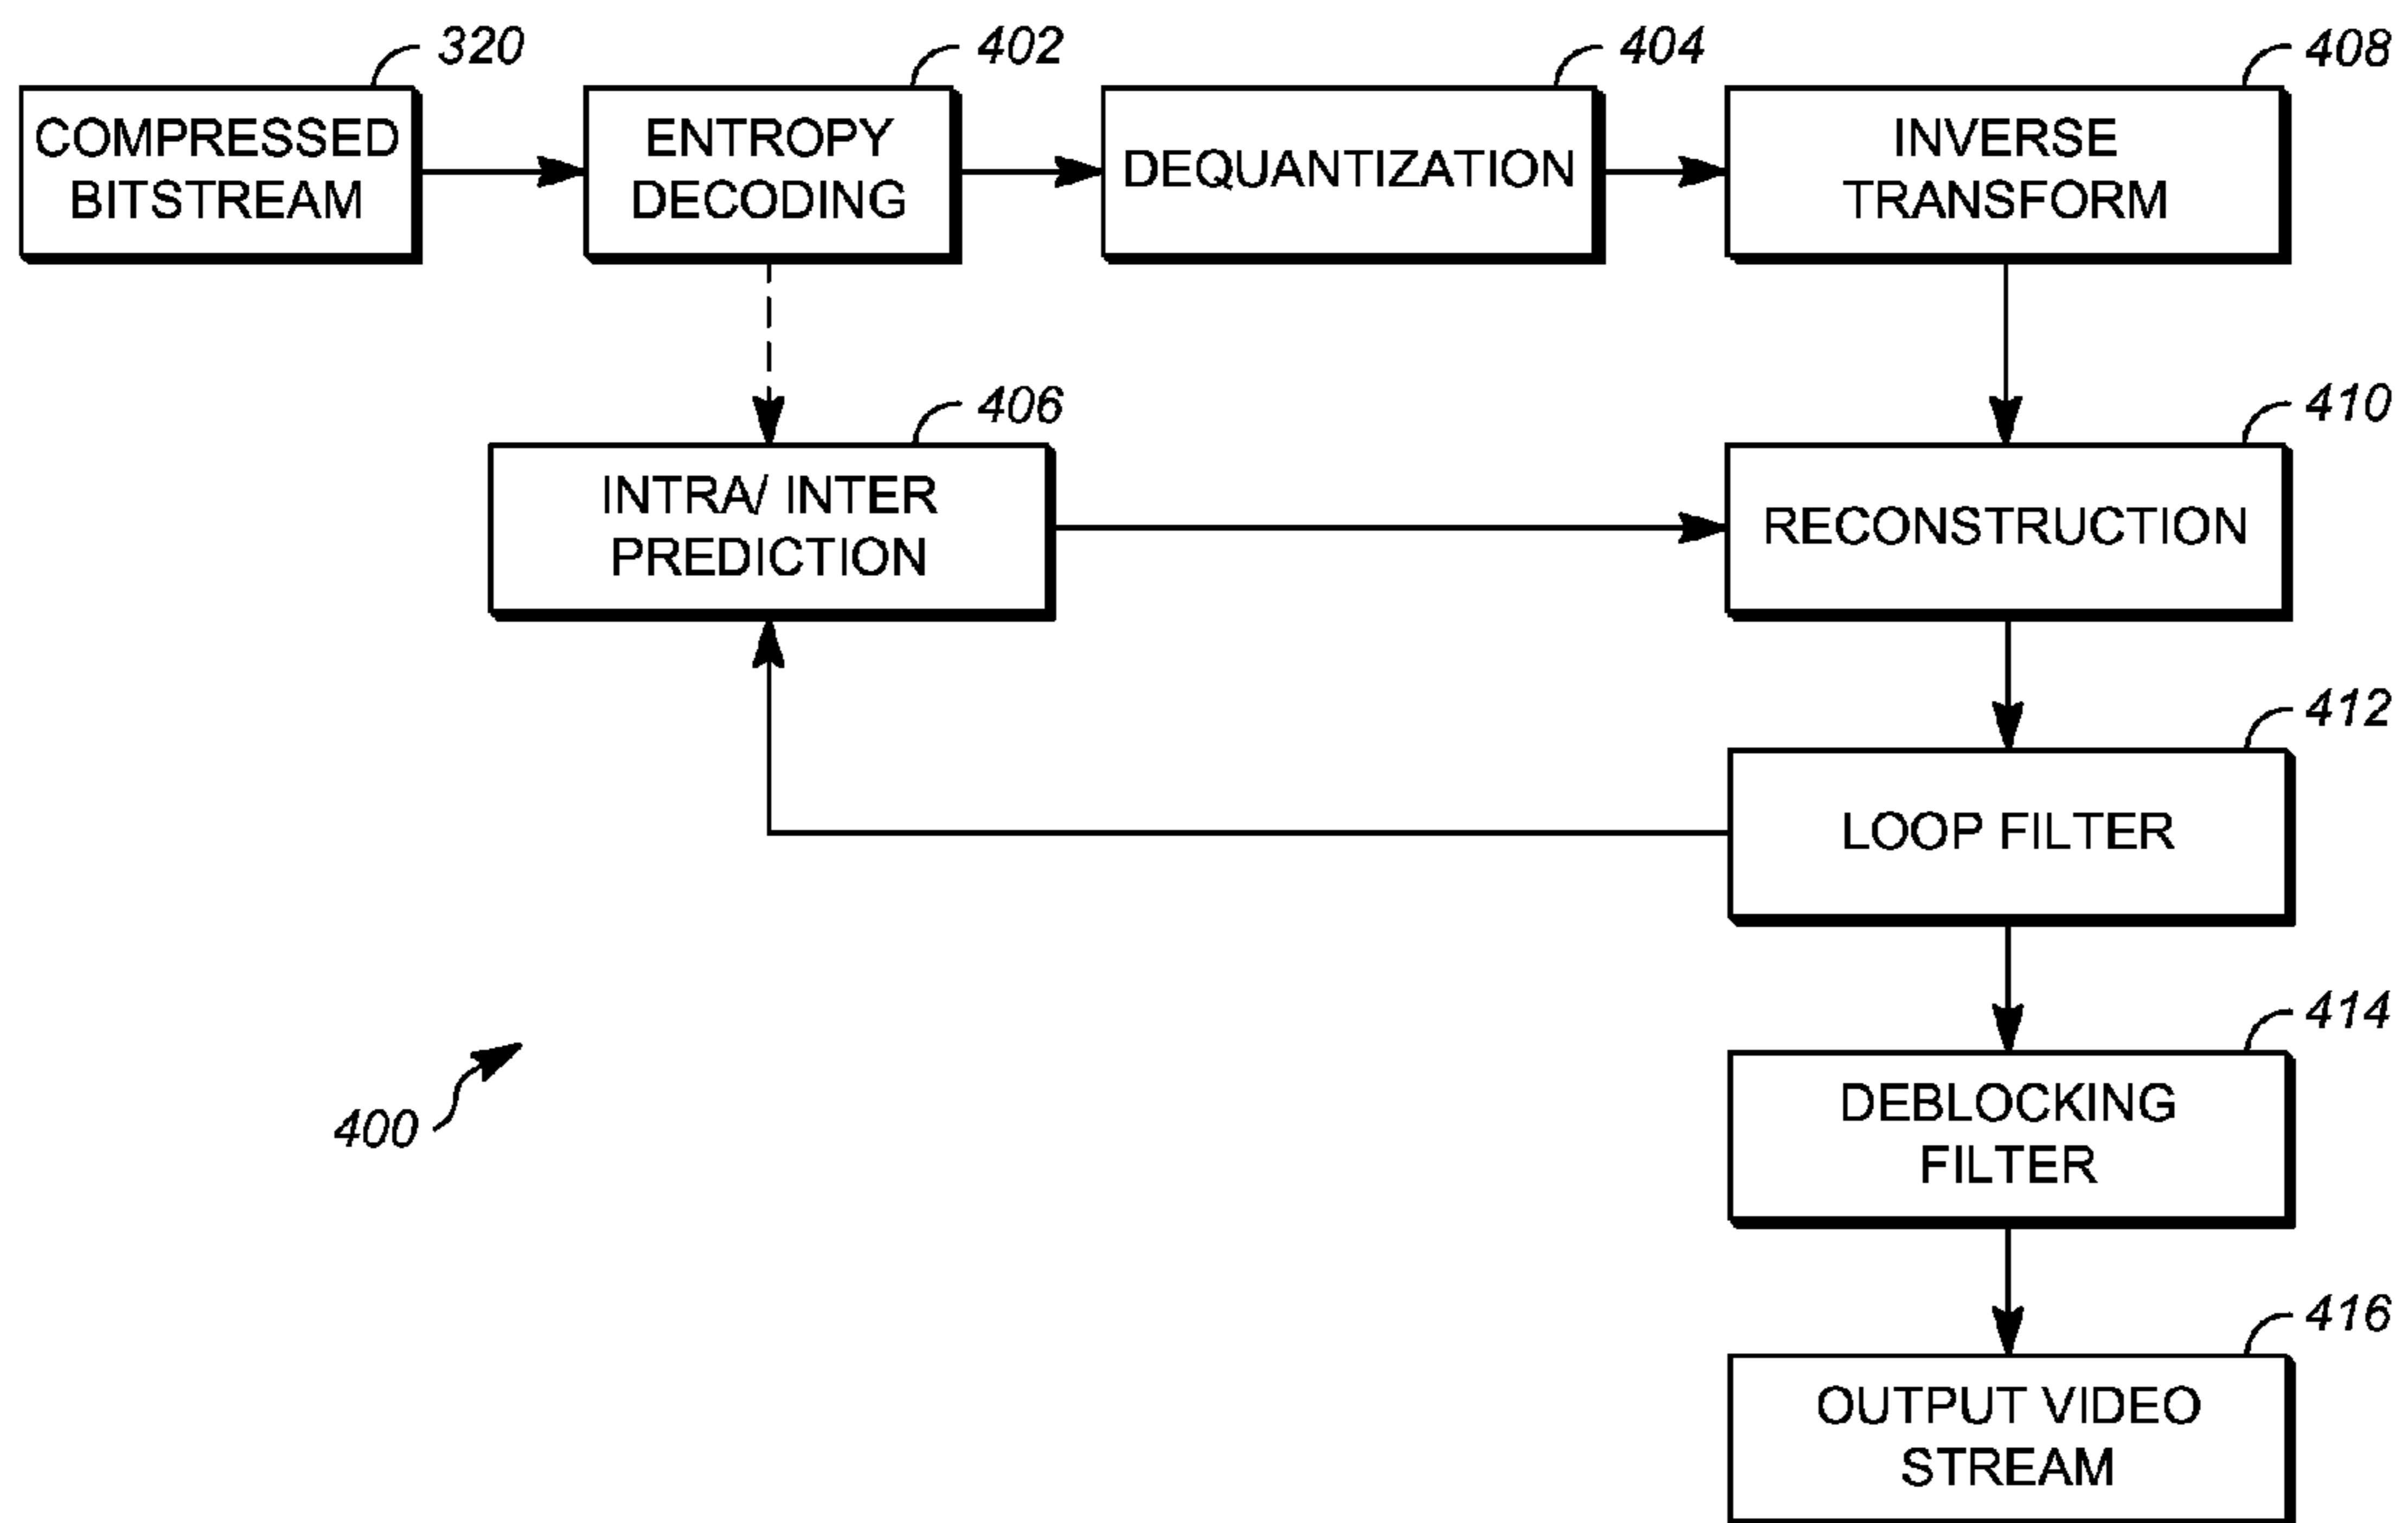 320
402
404
408
COMPRESSED
BITSTREAM
ENTROPY
DECODING
DEQUANTIZATION
INVERSE
TRANSFORM
406
410
INTRA/ INTER
PREDICTION
RECONSTRUCTION
412
LOOP FILTER
414
DEBLOCKING
FILTER
400
416
OUTPUT VIDEO
STREAM